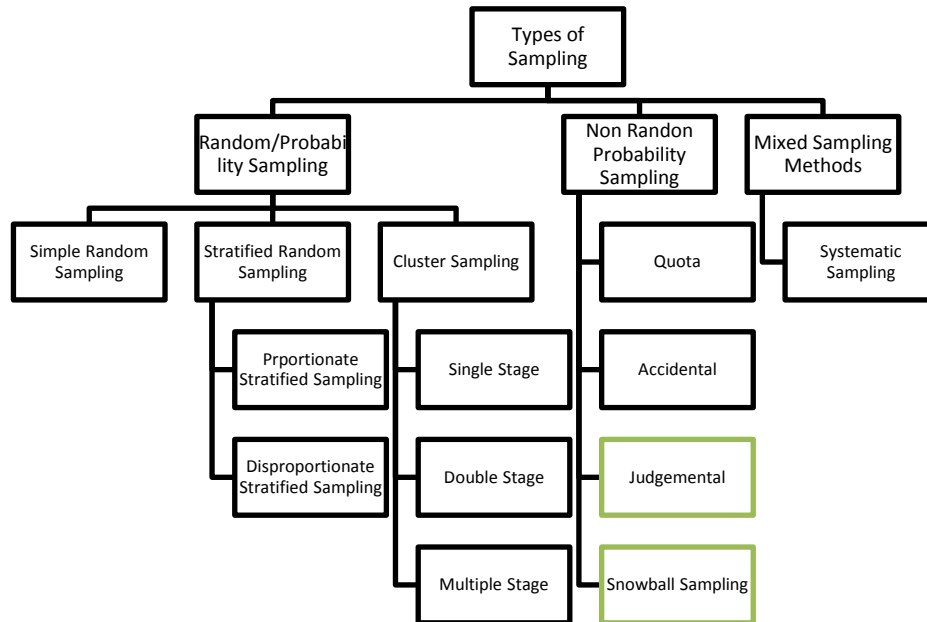 Types of
Sampling
Random/Probabi
lity Sampling
Non Randon
Probability
Sampling
Mixed Sampling
Methods
Simple Random
Sampling
Stratified Random
Sampling
Cluster Sampling
Quota
Systematic
Sampling
Prportionate
Stratified Sampling
Single Stage
Accidental
Disproportionate
Stratified Sampling
Double Stage
Judgemental
Multiple Stage
Snowball Sampling